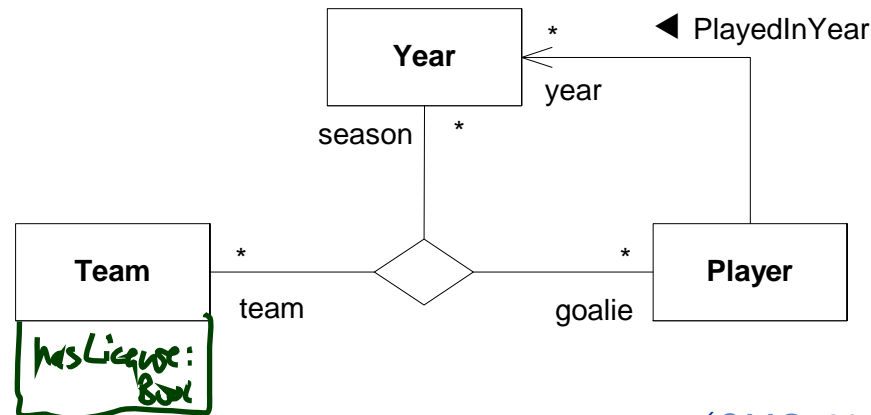 *
◀ PlayedInYear
Year
year
season
*
Team
*
team
*
goalie
Player
hasLicense:
Bool